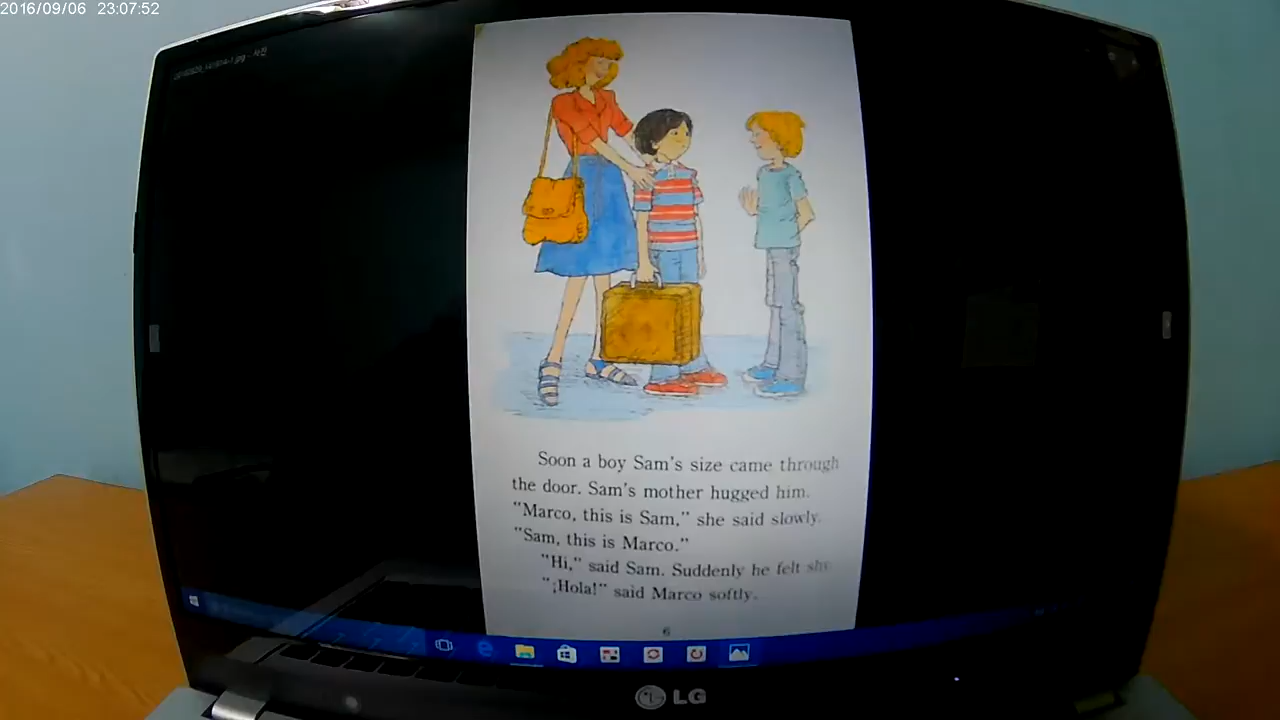 2016/09/06 23:07:52
Soon a boy Sam's size came through
the door. Sam's mother hugged him.
"Marco, this is Sam," she said slowly.
"Sam, this is Marco."
"Hi," said Sam. Suddenly he felt
"¡Hola!" said Marco softly.
6
LG